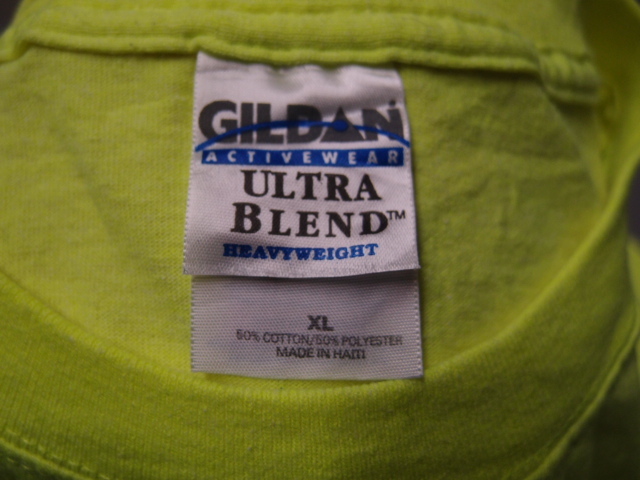 GILDAN
ACTIVEWEAR
ULTRA
BLEND™
HEAVYWEIGHT
XL
50% COTTON/50% POLYESTER
MADE IN HAITI